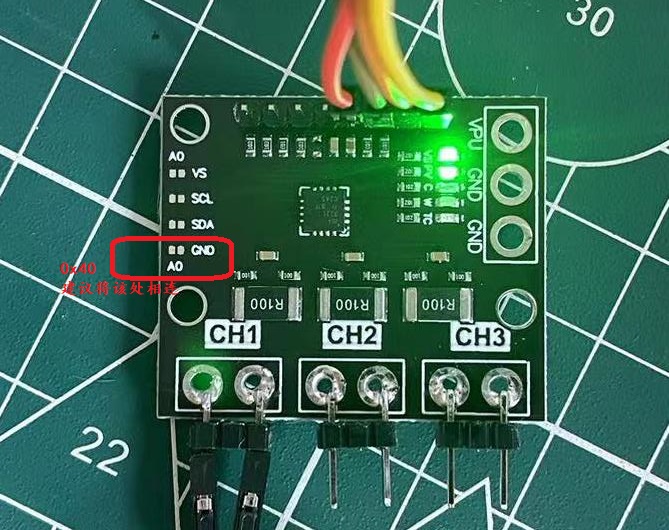 30
VPU
GND
GND
A0
VS
SCL
SDA
GND
A0
0x40
建议将该处相连
R100
R100
R100
CH1
CH2
CH3
22